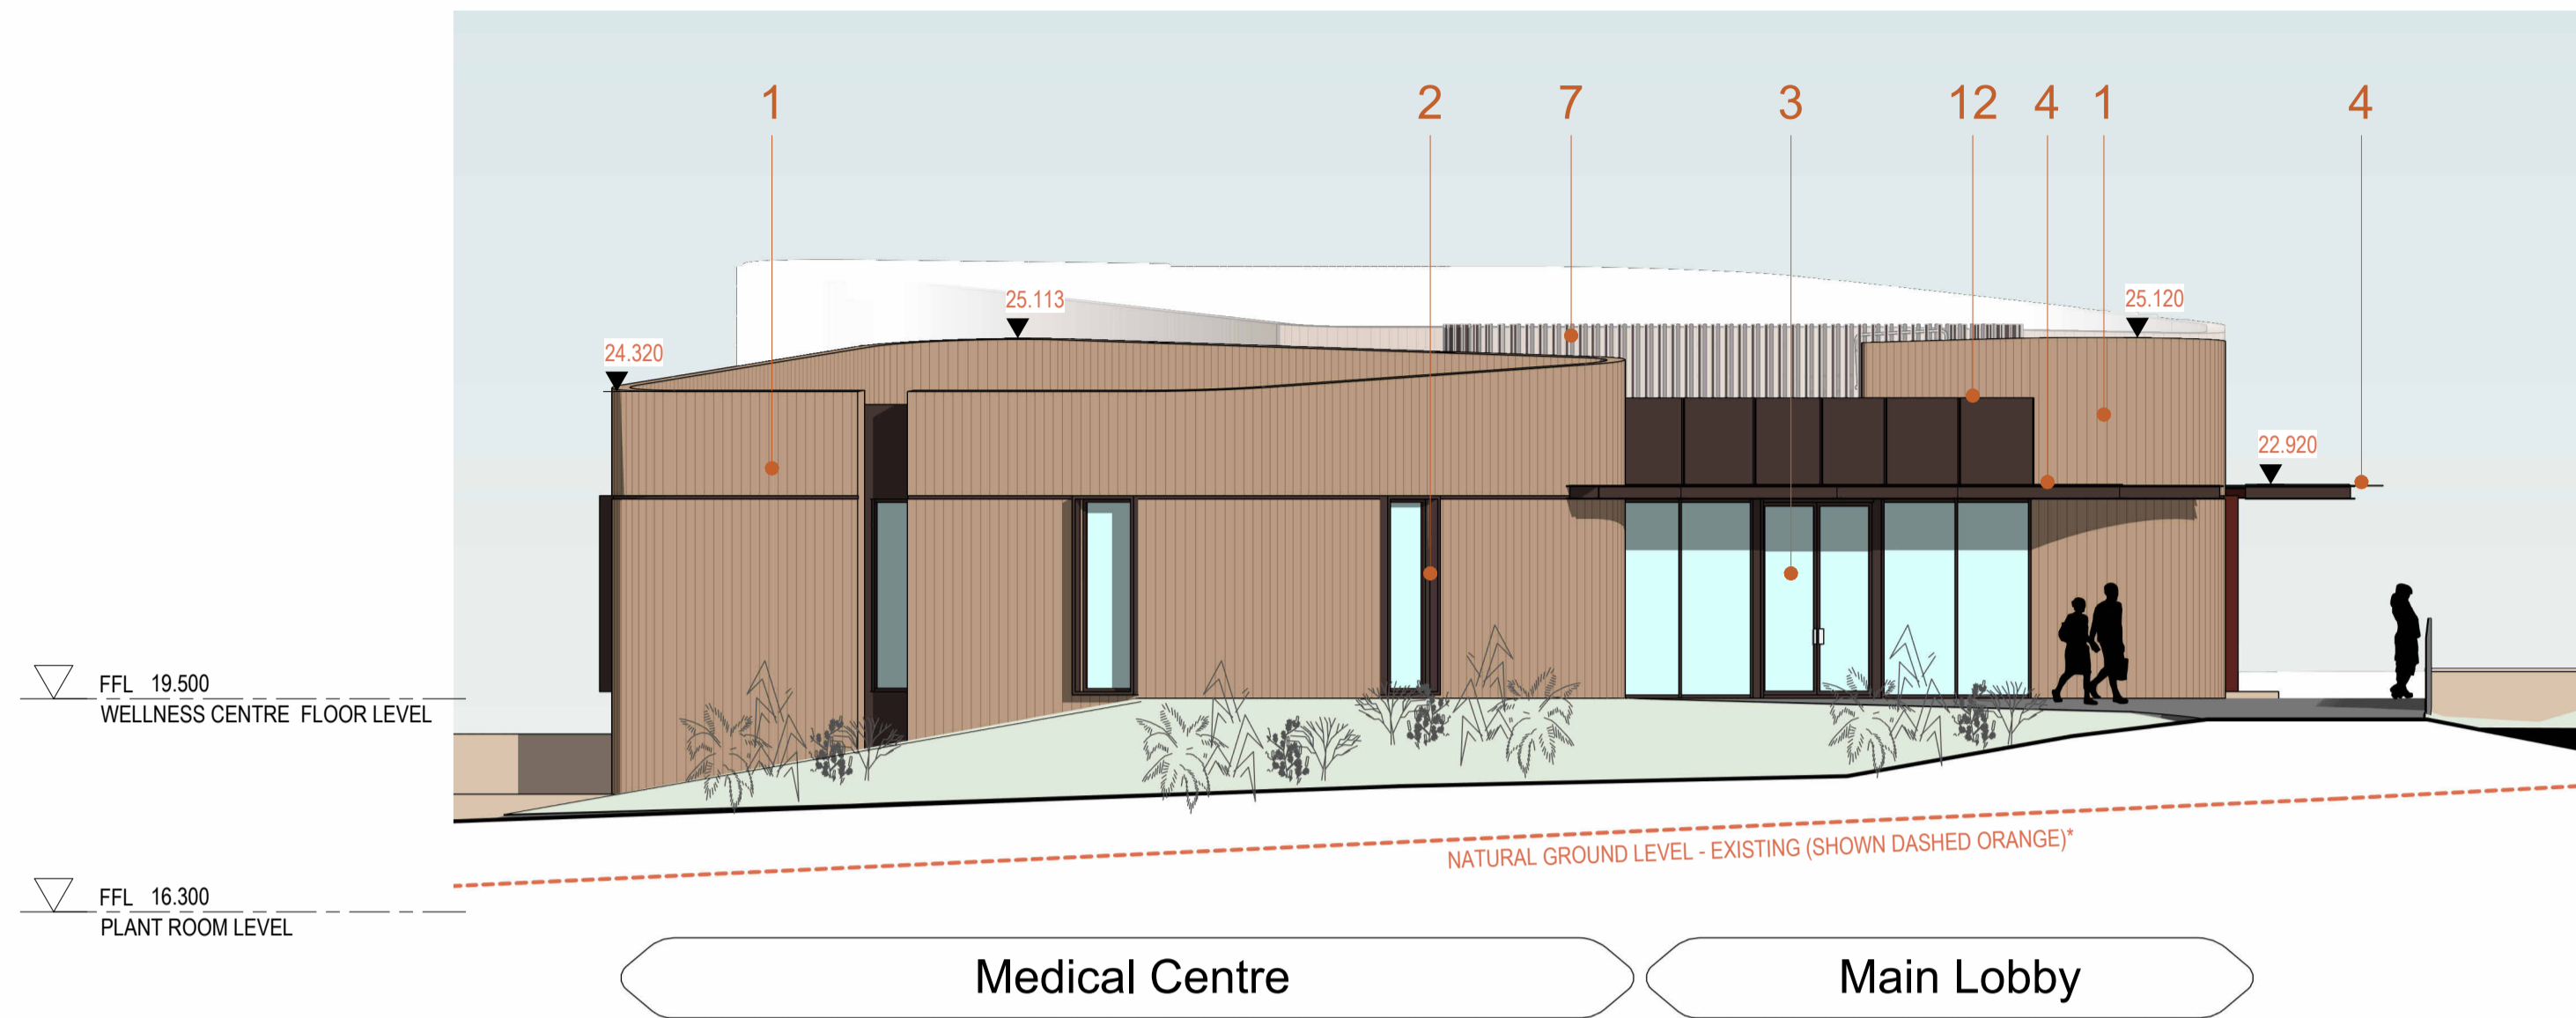 1 2 7 3 12 4 1 4
25.113
25.120
24.320
22.920
FFL 19.500
WELLNESS CENTRE FLOOR LEVEL
NATURAL GROUND LEVEL - EXISTING (SHOWN DASHED ORANGE)*
FFL 16.300
PLANT ROOM LEVEL
Medical Centre
Main Lobby